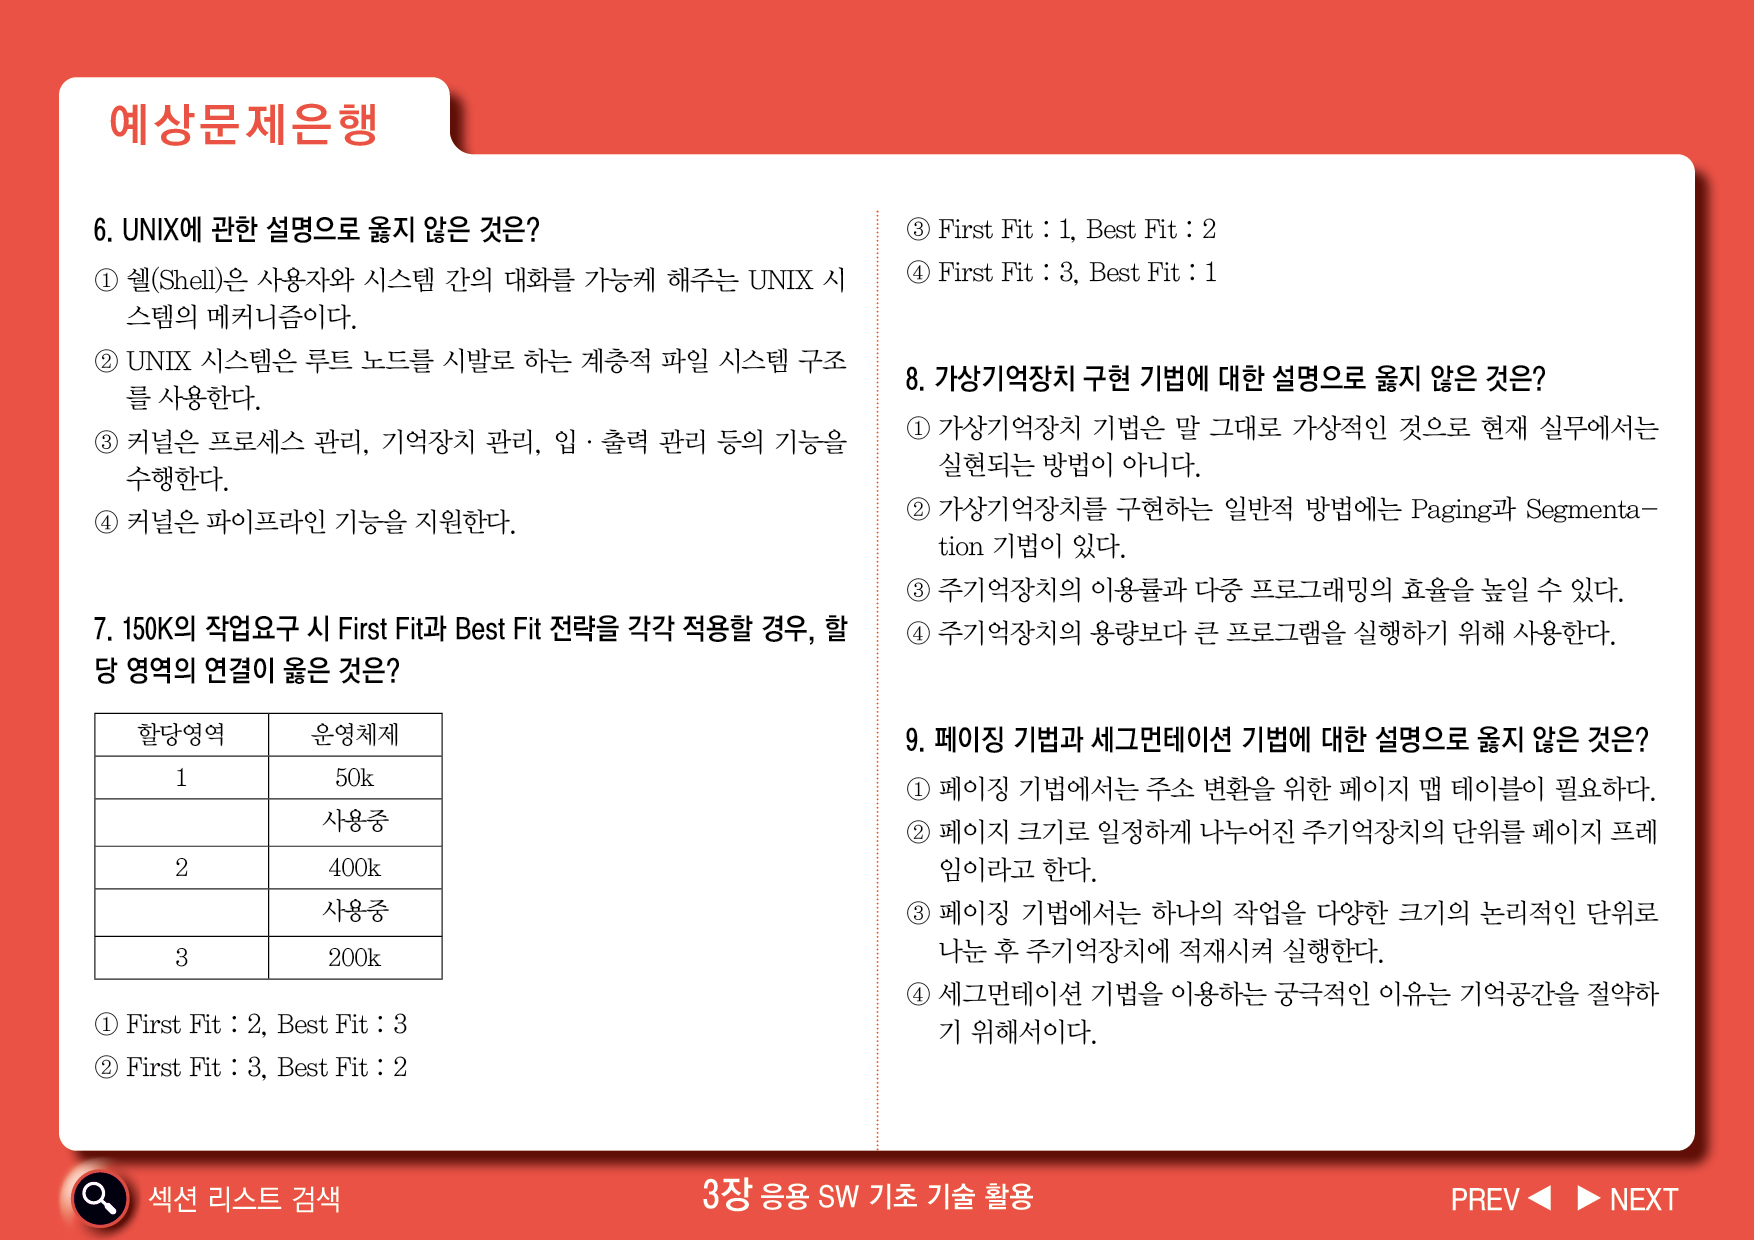 예상문제은행
6. UNIX에 관한 설명으로 옳지 않은 것은?
① 쉘(Shell)은 사용자와 시스템 간의 대화를 가능케 해주는 UNIX 시
스템의 메커니즘이다.
② UNIX 시스템은 루트 노드를 시발로 하는 계층적 파일 시스템 구조
를 사용한다.
③ 커널은 프로세스 관리, 기억장치 관리, 입·출력 관리 등의 기능을
수행한다.
④ 커널은 파이프라인 기능을 지원한다.
7. 150K의 작업요구 시 First Fit과 Best Fit 전략을 각각 적용할 경우, 할
당 영역의 연결이 옳은 것은?
할당영역 운영체제
1 50k
사용중
2 400k
사용중
3 200k
① First Fit : 2, Best Fit : 3
② First Fit : 3, Best Fit : 2
③ First Fit : 1, Best Fit : 2
④ First Fit : 3, Best Fit : 1
8. 가상기억장치 구현 기법에 대한 설명으로 옳지 않은 것은?
① 가상기억장치 기법은 말 그대로 가상적인 것으로 현재 실무에서는
실현되는 방법이 아니다.
② 가상기억장치를 구현하는 일반적 방법에는 Paging과 Segmenta-
tion 기법이 있다.
③ 주기억장치의 이용률과 다중 프로그래밍의 효율을 높일 수 있다.
④ 주기억장치의 용량보다 큰 프로그램을 실행하기 위해 사용한다.
9. 페이징 기법과 세그먼테이션 기법에 대한 설명으로 옳지 않은 것은?
① 페이징 기법에서는 주소 변환을 위한 페이지 맵 테이블이 필요하다.
② 페이지 크기로 일정하게 나누어진 주기억장치의 단위를 페이지 프레
임이라고 한다.
③ 페이징 기법에서는 하나의 작업을 다양한 크기의 논리적인 단위로
나눈 후 주기억장치에 적재시켜 실행한다.
④ 세그먼테이션 기법을 이용하는 궁극적인 이유는 기억공간을 절약하
기 위해서이다.
섹션 리스트 검색
3장 응용 SW 기초 기술 활용
PREV ◀ ▶ NEXT